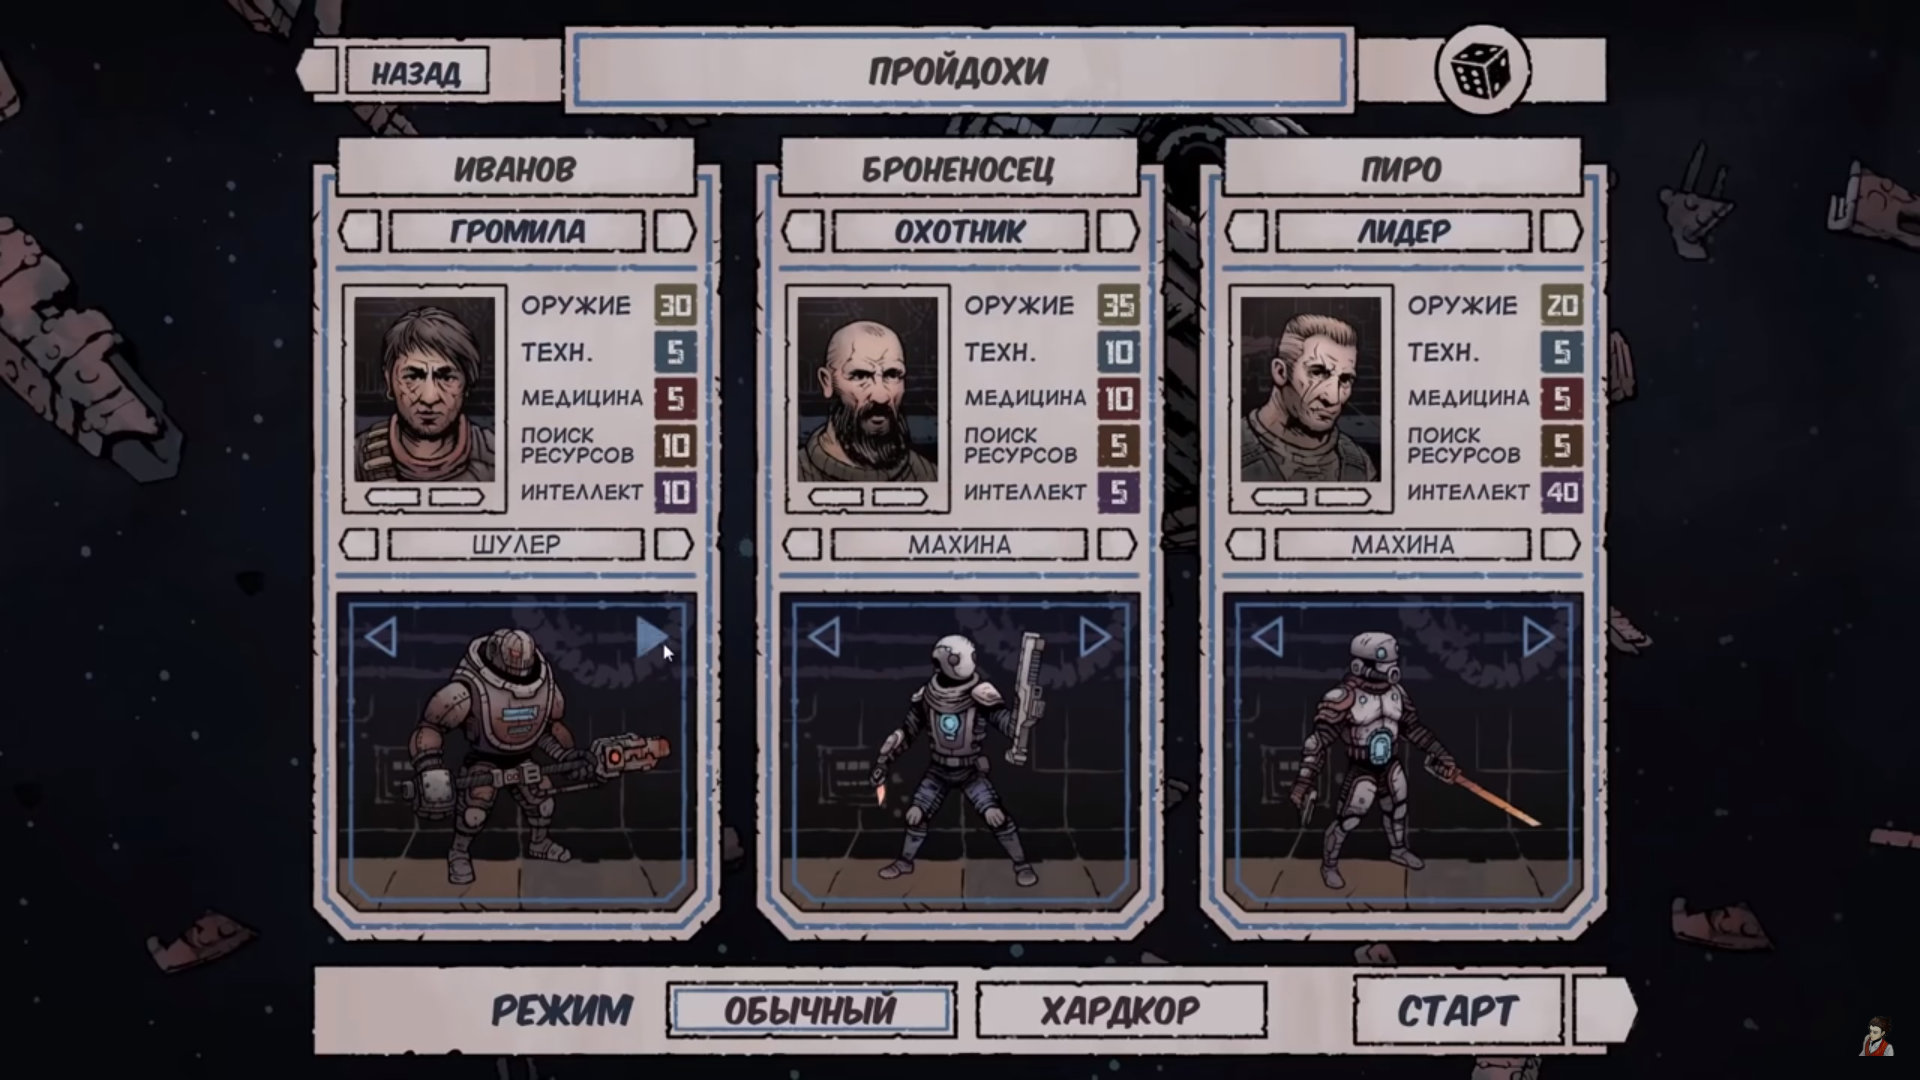 НАЗАД
ПРОЙДОХИ
ИВАНОВ
ГРОМИЛА
ОРУЖИЕ 30
ТЕХН. 5
МЕДИЦИНА 5
ПОИСК
РЕСУРСОВ 10
ИНТЕЛЛЕКТ 10
ШУЛЕР
БРОНЕНОСЕЦ
ОХОТНИК
ОРУЖИЕ 35
ТЕХН. 10
МЕДИЦИНА 10
ПОИСК
РЕСУРСОВ 5
ИНТЕЛЛЕКТ 5
МАХИНА
ПИРО
ЛИДЕР
ОРУЖИЕ 20
ТЕХН. 5
МЕДИЦИНА 5
ПОИСК
РЕСУРСОВ 5
ИНТЕЛЛЕКТ 40
МАХИНА
РЕЖИМ
ОБЫЧНЫЙ
ХАРДКОР
СТАРТ